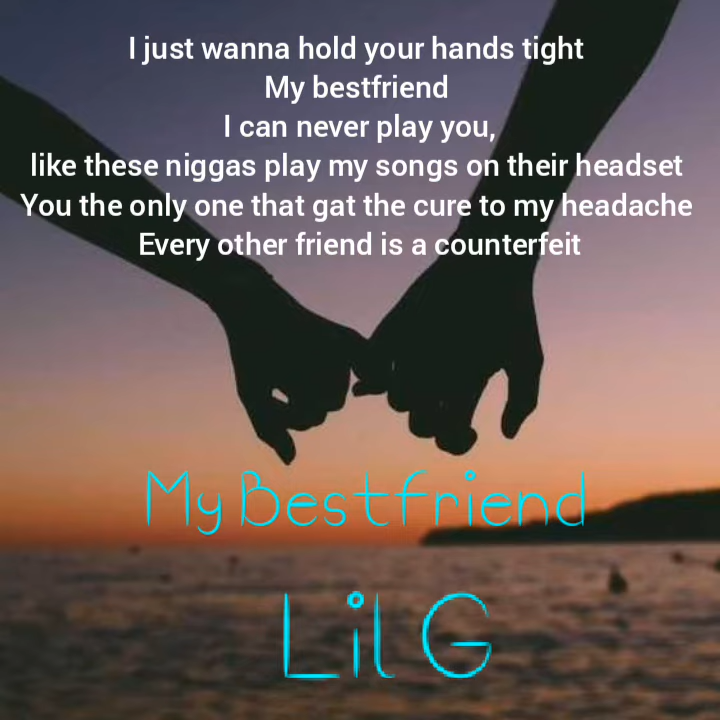 I just wanna hold your hands tight
My bestfriend
I can never play you,
like these niggas play my songs on their headset
You the only one that gat the cure to my headache
Every other friend is a counterfeit
My Bestfriend
Lil G